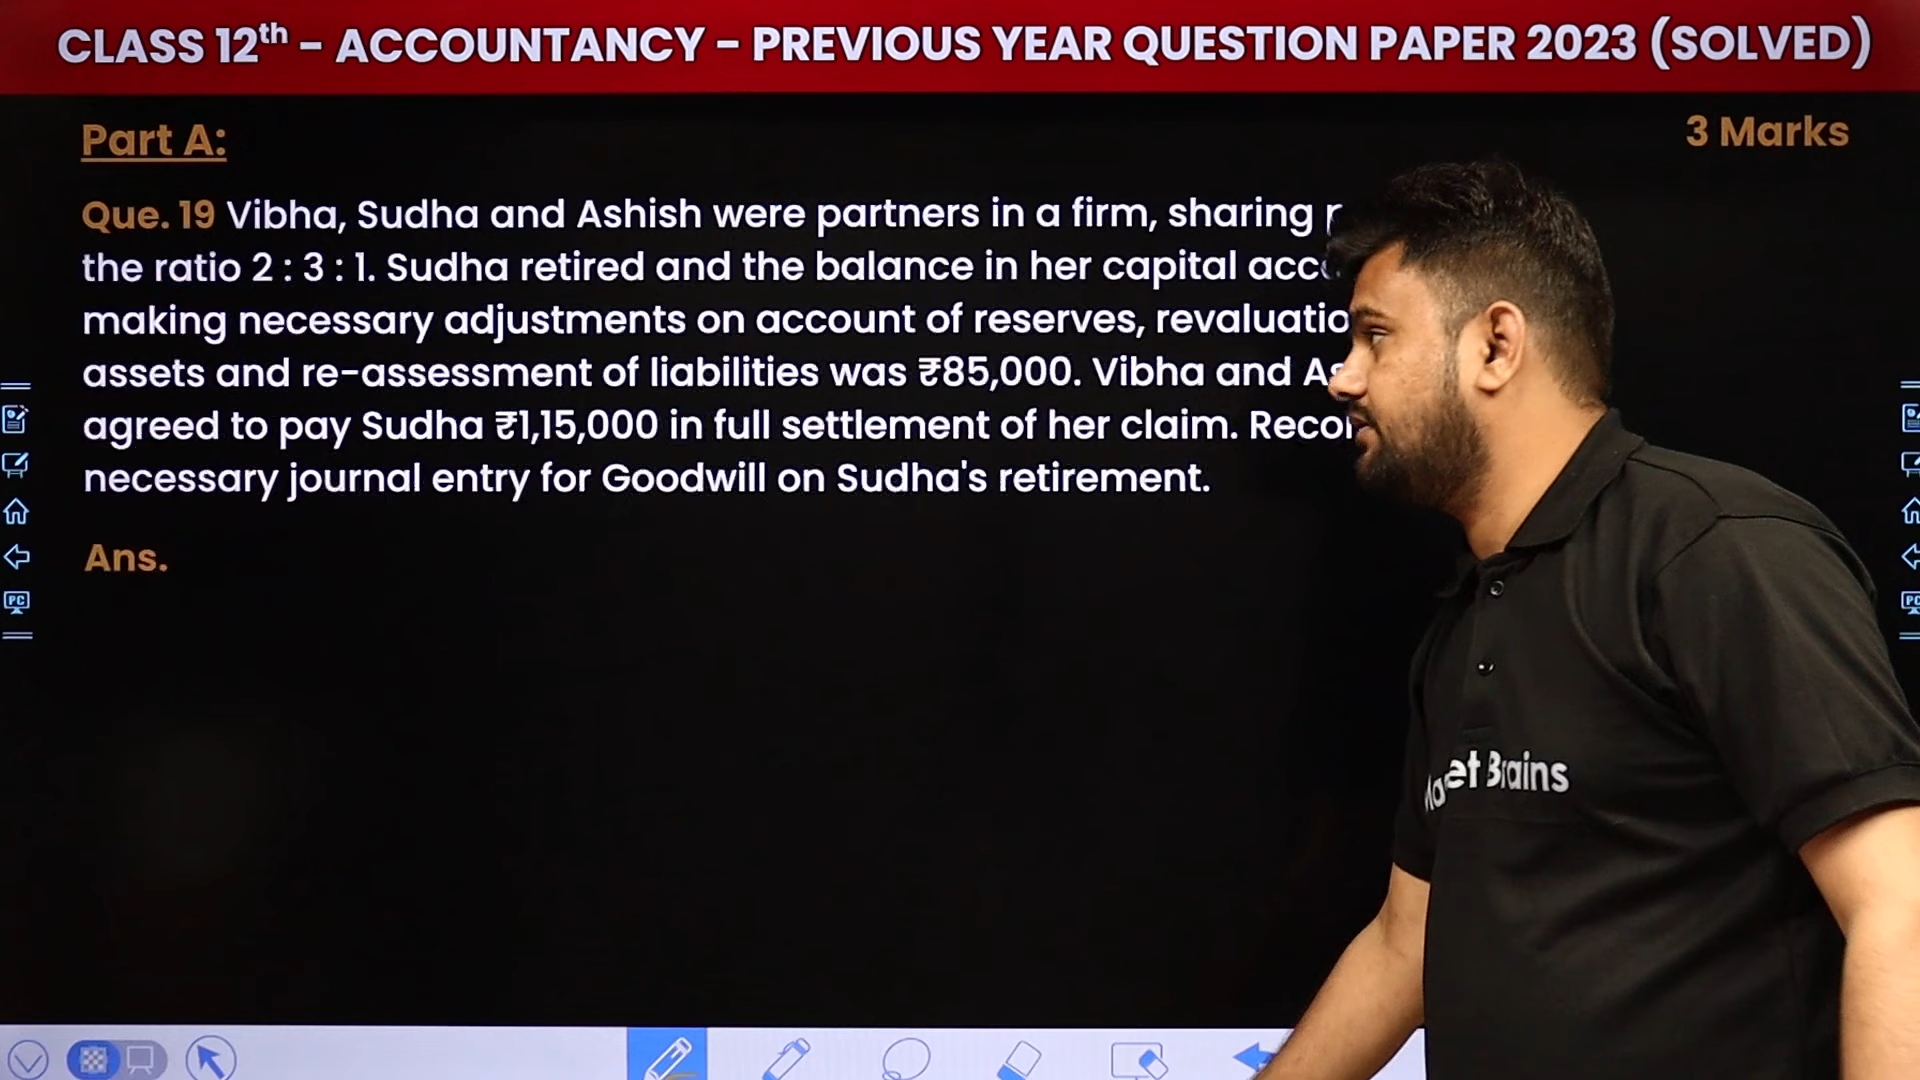 CLASS 12th - ACCOUNTANCY - PREVIOUS YEAR QUESTION PAPER 2023 (SOLVED)
Part A:
3 Marks
Que. 19 Vibha, Sudha and Ashish were partners in a firm, sharing
the ratio 2 : 3 : 1. Sudha retired and the balance in her capital
making necessary adjustments on account of reserves,
assets and re-assessment of liabilities was ₹85,000. Vibha and
agreed to pay Sudha ₹1,15,000 in full settlement of her claim.
necessary journal entry for Goodwill on Sudha's retirement.
Ans.
PC
Brains